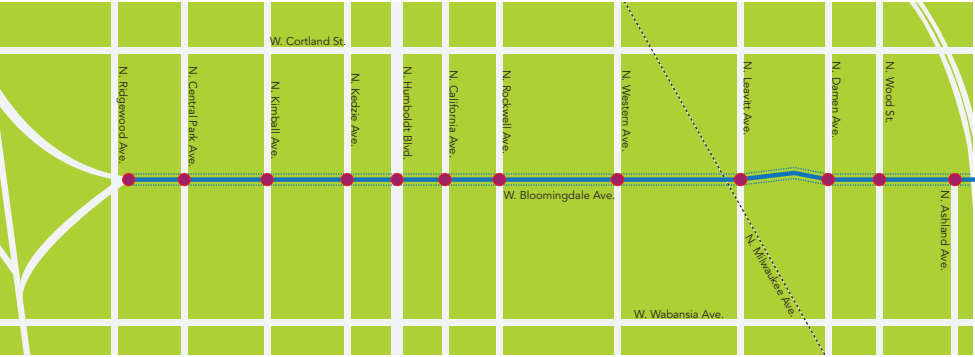 W. Cortland St.
N. Ridgewood Ave.
N. Central Park Ave.
N. Kimball Ave.
N. Kedzie Ave.
N. Humboldt Blvd.
N. California Ave.
N. Rockwell Ave.
N. Western Ave.
N. Leavitt Ave.
N. Damen Ave.
N. Wood St.
W. Bloomingdale Ave.
N. Ashland Ave.
N. Milwaukee Ave.
W. Wabansia Ave.